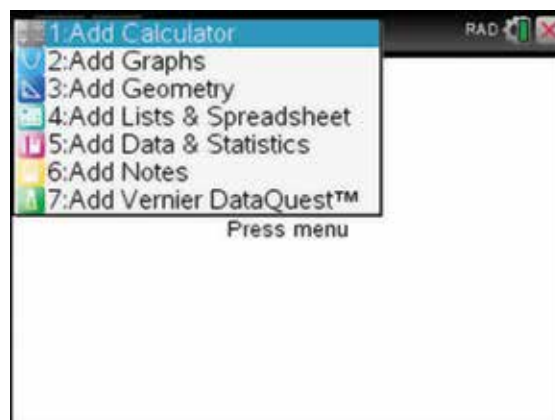 1:Add Calculator
RAD
2:Add Graphs
3:Add Geometry
4:Add Lists & Spreadsheet
5:Add Data & Statistics
6:Add Notes
7:Add Vernier DataQuest™
Press menu